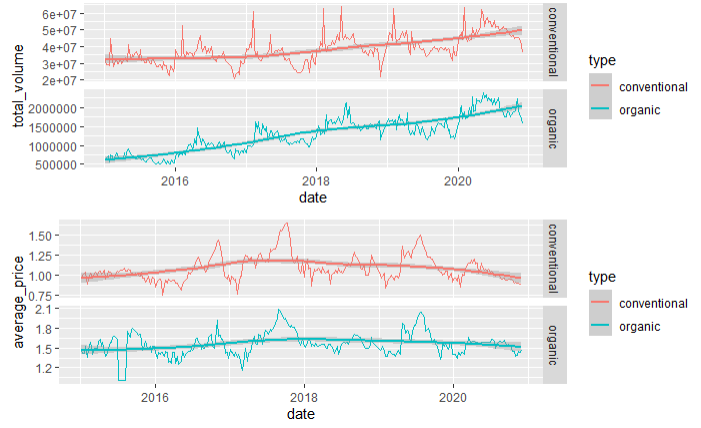 total_volume
6e+07
5e+07
4e+07
3e+07
2e+07
conventional
2000000
1500000
1000000
500000
organic
2016
2018
2020
date
type
conventional
organic
average_price
1.50
1.25
1.00
0.75
conventional
2.1
1.8
1.5
1.2
organic
2016
2018
2020
date
type
conventional
organic